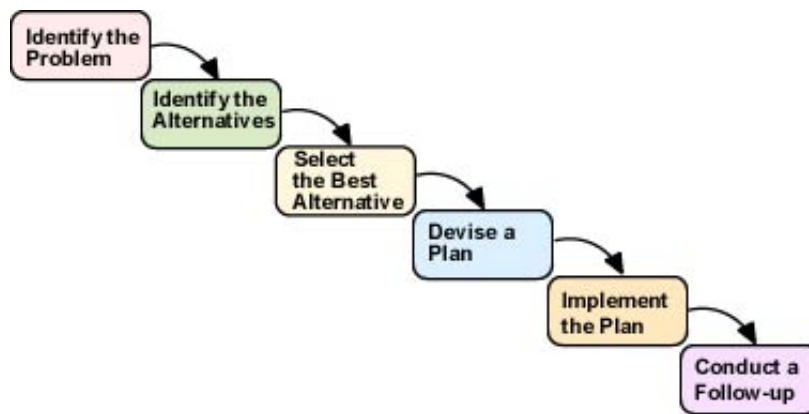 Identify the
Problem
Identify the
Alternatives
Select
the Best
Alternative
Devise a
Plan
Implement
the Plan
Conduct a
Follow-up